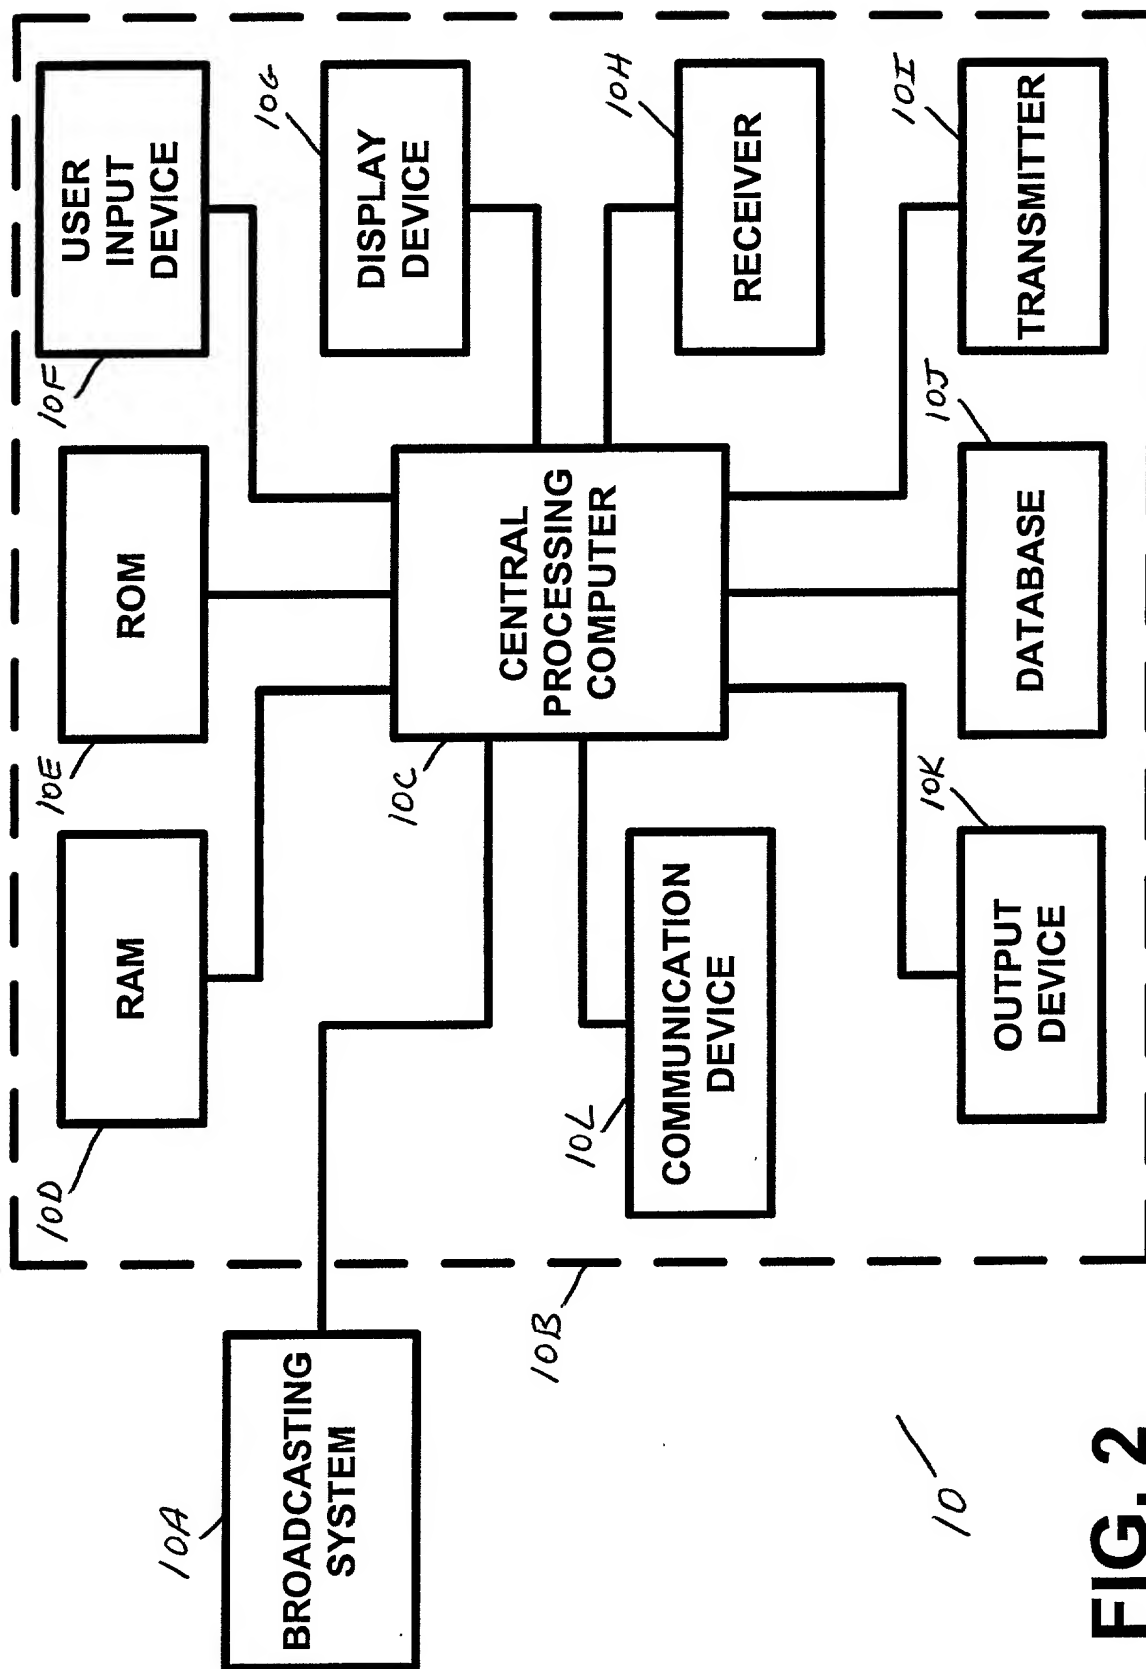 10A
BROADCASTING
SYSTEM
10D
RAM
10E
ROM
10F
USER
INPUT
DEVICE
10G
DISPLAY
DEVICE
10C
CENTRAL
PROCESSING
COMPUTER
10L
COMMUNICATION
DEVICE
10H
RECEIVER
10B
10K
OUTPUT
DEVICE
10J
DATABASE
10I
TRANSMITTER
10
FIG. 2